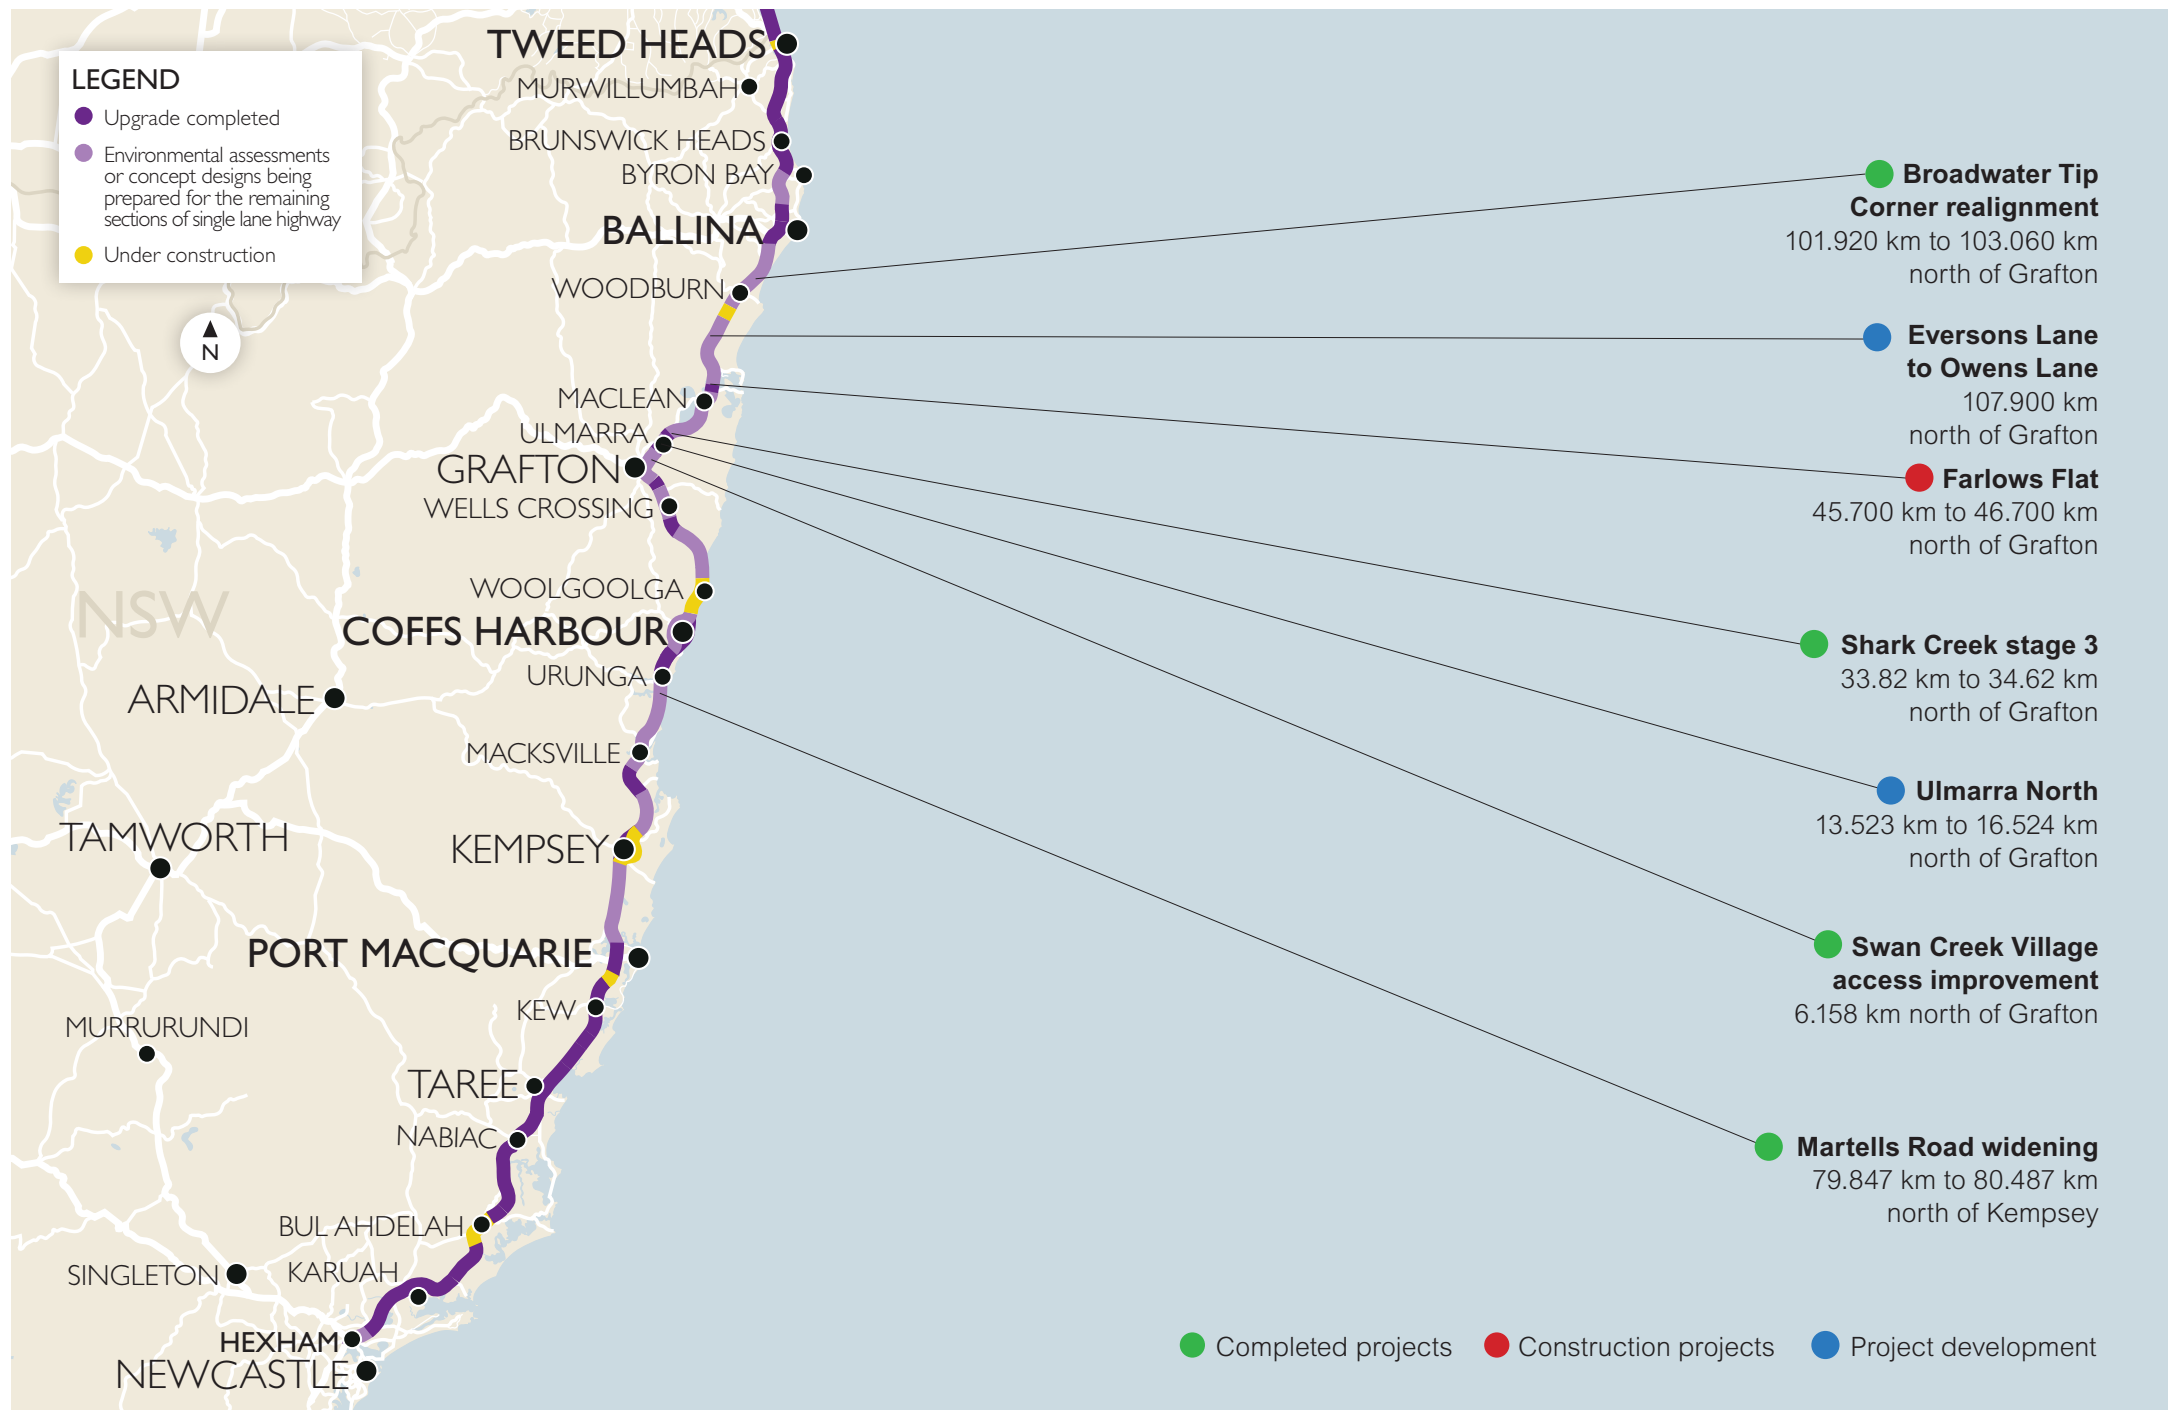 LEGEND
Upgrade completed
Environmental assessments
or concept designs being
prepared for the remaining
sections of single lane highway
Under construction
N
NSW
TWEED HEADS
MURWILLUMBAH
BRUNSWICK HEADS
BYRON BAY
BALLINA
WOODBURN
MACLEAN
ULMARRA
GRAFTON
WELLS CROSSING
WOOLGOOLGA
COFFS HARBOUR
URUNGA
ARMIDALE
MACKSVILLE
TAMWORTH
KEMPSEY
PORT MACQUARIE
KEW
MURRURUNDI
TAREE
NABIAC
BUL AHDELAH
SINGLETON
KARUAH
HEXHAM
NEWCASTLE
Broadwater Tip
Corner realignment
101.920 km to 103.060 km
north of Grafton
Eversons Lane
to Owens Lane
107.900 km
north of Grafton
Farlows Flat
45.700 km to 46.700 km
north of Grafton
Shark Creek stage 3
33.82 km to 34.62 km
north of Grafton
Ulmarra North
13.523 km to 16.524 km
north of Grafton
Swan Creek Village
access improvement
6.158 km north of Grafton
Martells Road widening
79.847 km to 80.487 km
north of Kempsey
Completed projects
Construction projects
Project development